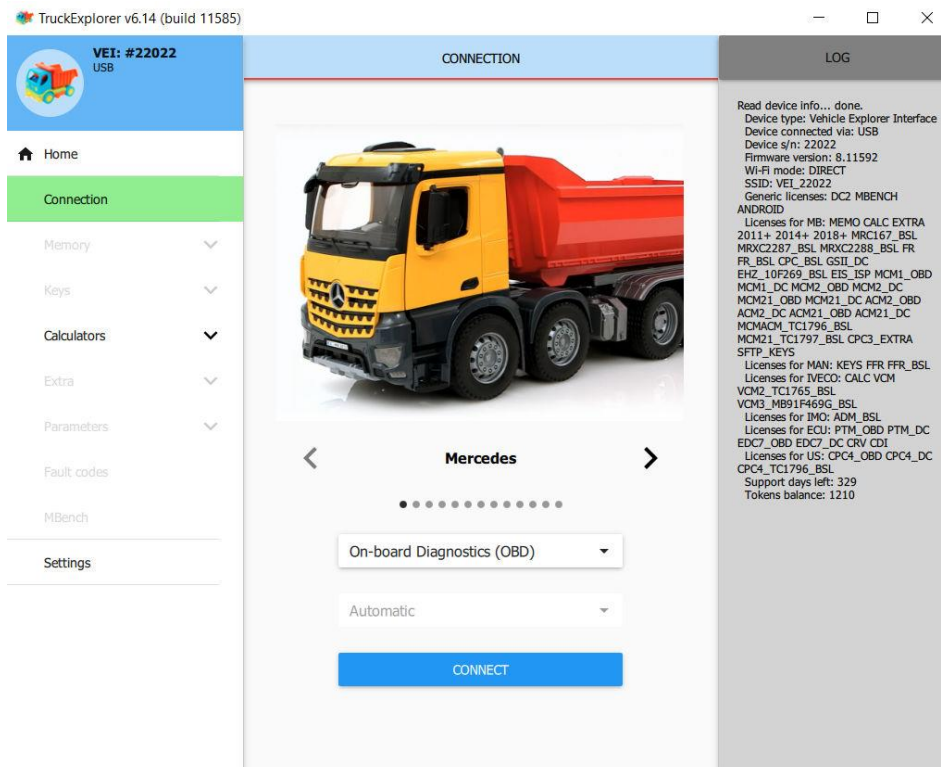 TruckExplorer v6.14 (build 11585)
VEI: #22022
USB
Home
Connection
Memory
Keys
Calculators
Extra
Parameters
Fault codes
MBench
Settings
CONNECTION
Mercedes
On-board Diagnostics (OBD)
Automatic
CONNECT
LOG
Read device info... done.
Device type: Vehicle Explorer Interface
Device connected via: USB
Device s/n: 22022
Firmware version: 8.11592
Wi-Fi mode: DIRECT
SSID: VEI_22022
Generic licenses: DC2 MBENCH
ANDROID
Licenses for MB: MEMO CALC EXTRA
2011+ 2014+ 2018+ MRC167_BSL
MRXC2287_BSL MRXC2288_BSL FR
FR_BSL CPC_BSL GSII_DC
EHZ_10F269_BSL EIS_ISP MCM1_OBD
MCM1_DC MCM2_OBD MCM2_DC
MCM21_OBD MCM21_DC ACM2_OBD
ACM2_DC ACM21_OBD ACM21_DC
MCMACM_TC1796_BSL
MCM21_TC1797_BSL CPC3_EXTRA
SFTP_KEYS
Licenses for MAN: KEYS FFR FFR_BSL
Licenses for IVECO: CALC VCM
VCM2_TC1765_BSL
VCM3_MB91F469G_BSL
Licenses for IMO: ADM_BSL
Licenses for ECU: PTM_OBD PTM_DC
EDC7_OBD EDC7_DC CRV CDI
Licenses for US: CPC4_OBD CPC4_DC
CPC4_TC1796_BSL
Support days left: 329
Tokens balance: 1210